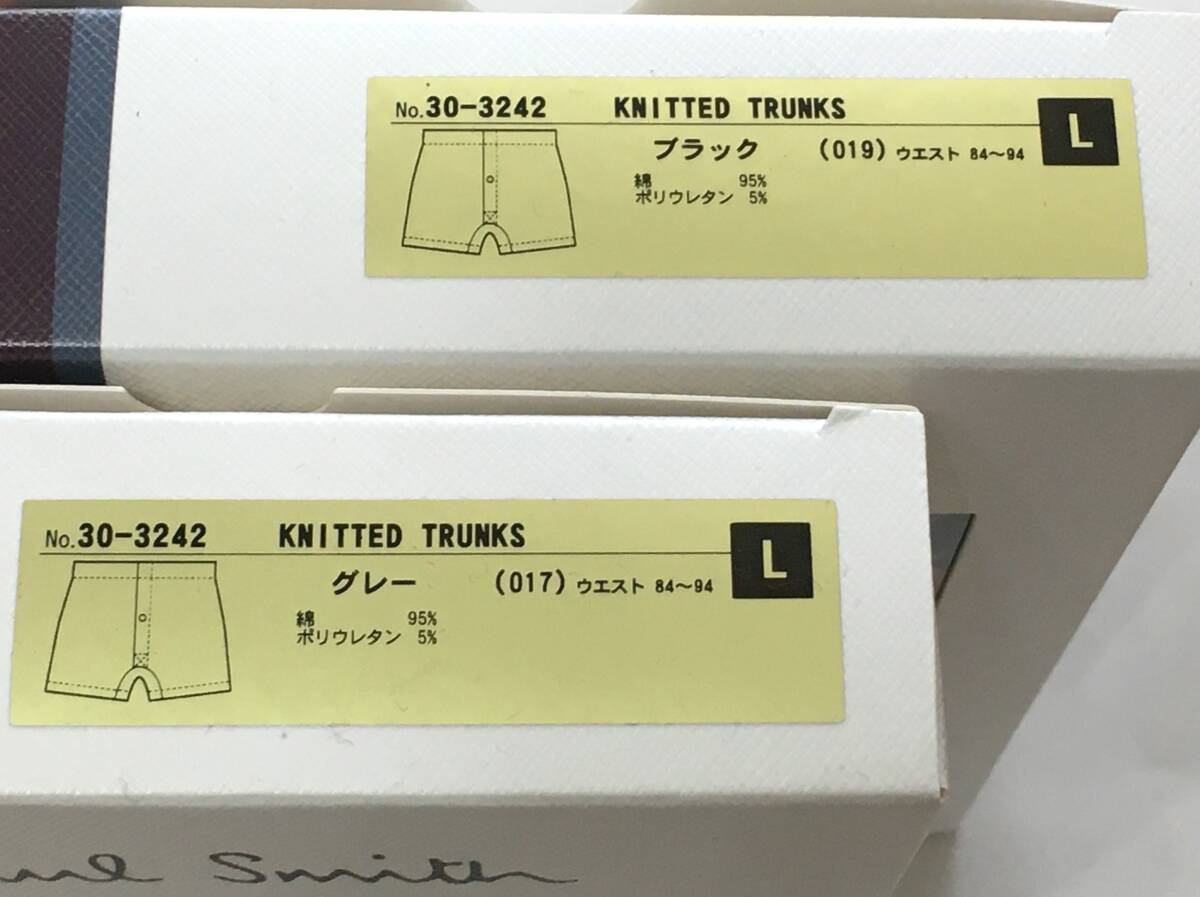 No.30-3242 KNITTED TRUNKS L
ブラック (019) ウエスト 84〜94
綿 95%
ポリウレタン 5%
No.30-3242 KNITTED TRUNKS L
グレー (017) ウエスト 84〜94
綿 95%
ポリウレタン 5%
Smith